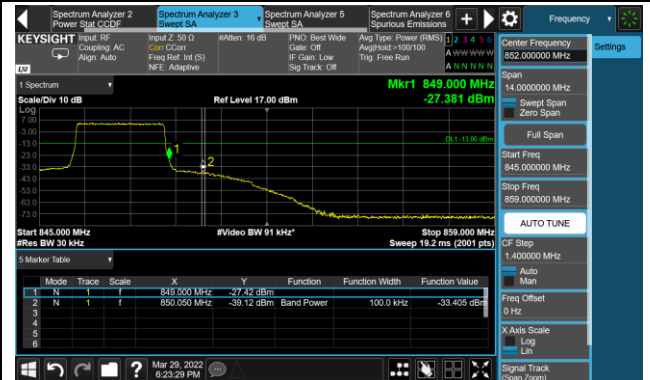 Spectrum Analyzer 2
Power Stat CCDF
Spectrum Analyzer 3
Swept SA
Spectrum Analyzer 5
Swept SA
Spectrum Analyzer 6
Spurious Emissions
Frequency
KEYSIGHT
LXI
Input: RF
Coupling: AC
Align: Auto
Input Z: 50 Ω
Corr CCorr
Freq Ref: Int (S)
NFE: Adaptive
#Atten: 16 dB
PNO: Best Wide
Gate: Off
IF Gain: Low
Sig Track: Off
Avg Type: Power (RMS)
Avg|Hold:>100/100
Trig: Free Run
1 2 3 4 5 6
A W W W W W
A N N N N N
1 Spectrum
Mkr1 849.000 MHz
-27.381 dBm
Scale/Div 10 dB
Ref Level 17.00 dBm
Log
7.00
-3.00
-13.0
-23.0
-33.0
-43.0
-53.0
-63.0
-73.0
DL1 -13.00 dBm
1
2
Start 845.000 MHz
#Video BW 91 kHz*
Stop 859.000 MHz
#Res BW 30 kHz
Sweep 19.2 ms (2001 pts)
5 Marker Table
Mode Trace Scale X Y Function Function Width Function Value
1 N 1 f 849.000 MHz -27.42 dBm
2 N 1 f 850.050 MHz -39.12 dBm Band Power 100.0 kHz -33.405 dBm
3
4
5
6
Mar 29, 2022
6:23:29 PM
Center Frequency
852.000000 MHz
Settings
Span
14.0000000 MHz
Swept Span
Zero Span
Full Span
Start Freq
845.000000 MHz
Stop Freq
859.000000 MHz
AUTO TUNE
CF Step
1.400000 MHz
Auto
Man
Freq Offset
0 Hz
X Axis Scale
Log
Lin
Signal Track
(Span Zoom)